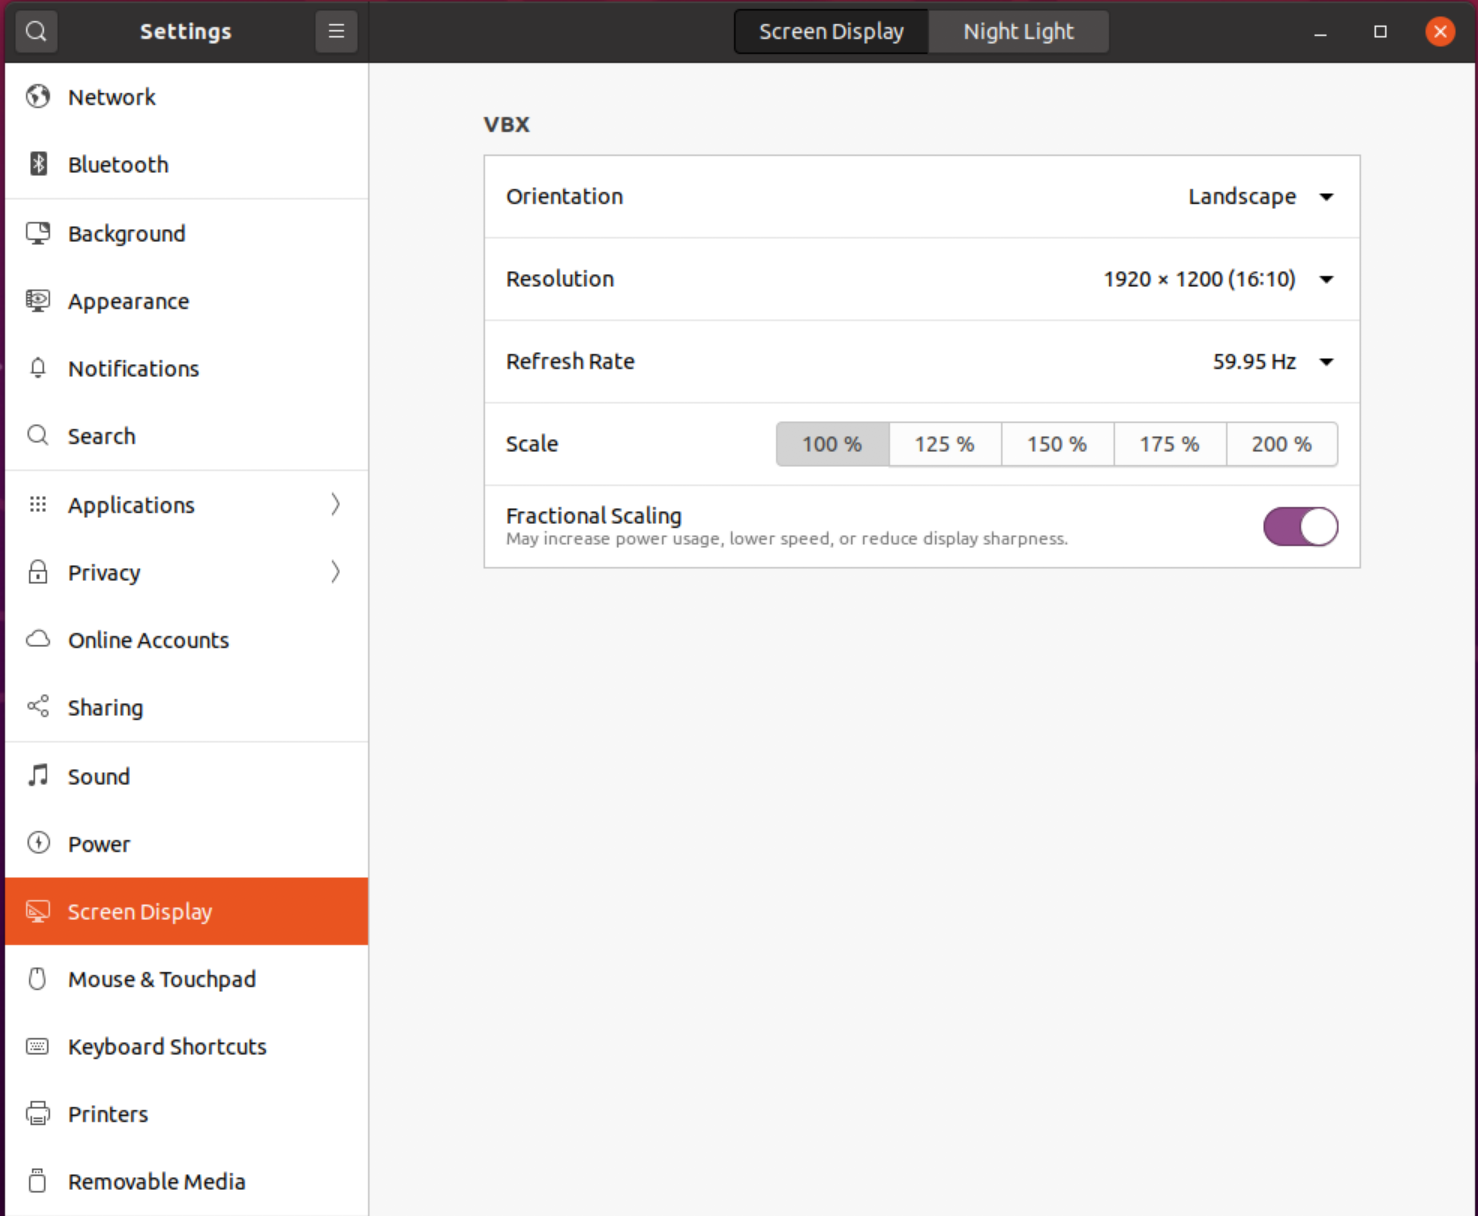 Settings
Screen Display
Night Light
Network
Bluetooth
Background
Appearance
Notifications
Search
Applications
Privacy
Online Accounts
Sharing
Sound
Power
Screen Display
Mouse & Touchpad
Keyboard Shortcuts
Printers
Removable Media
VBX
Orientation Landscape
Resolution 1920 × 1200 (16:10)
Refresh Rate 59.95 Hz
Scale 100 % 125 % 150 % 175 % 200 %
Fractional Scaling
May increase power usage, lower speed, or reduce display sharpness.